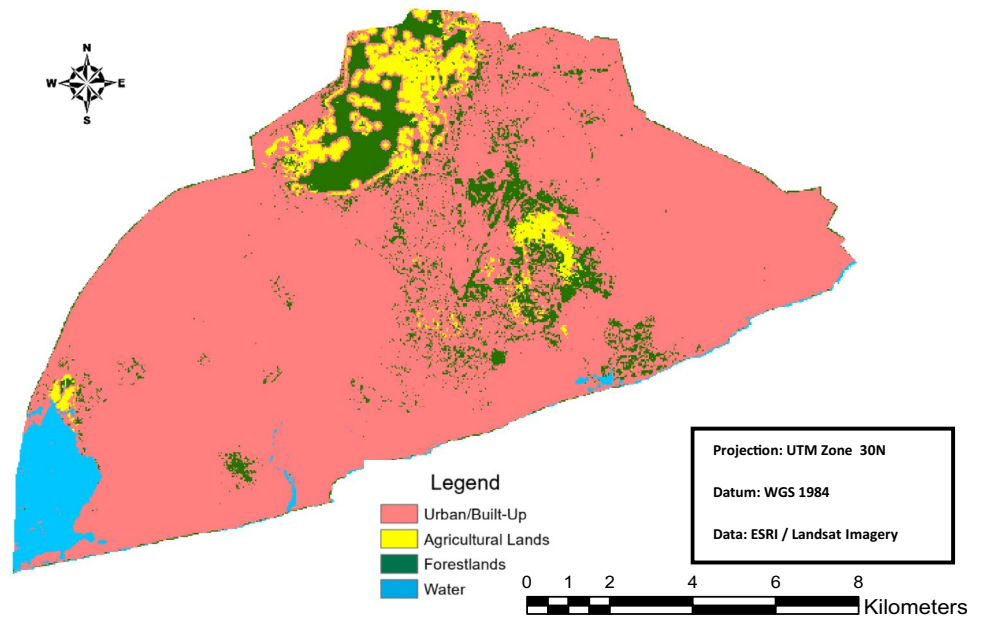 N
W E
S
Projection: UTM Zone 30N
Datum: WGS 1984
Data: ESRI / Landsat Imagery
Legend
Urban/Built-Up
Agricultural Lands
Forestlands
Water
0 1 2 4 6 8
Kilometers